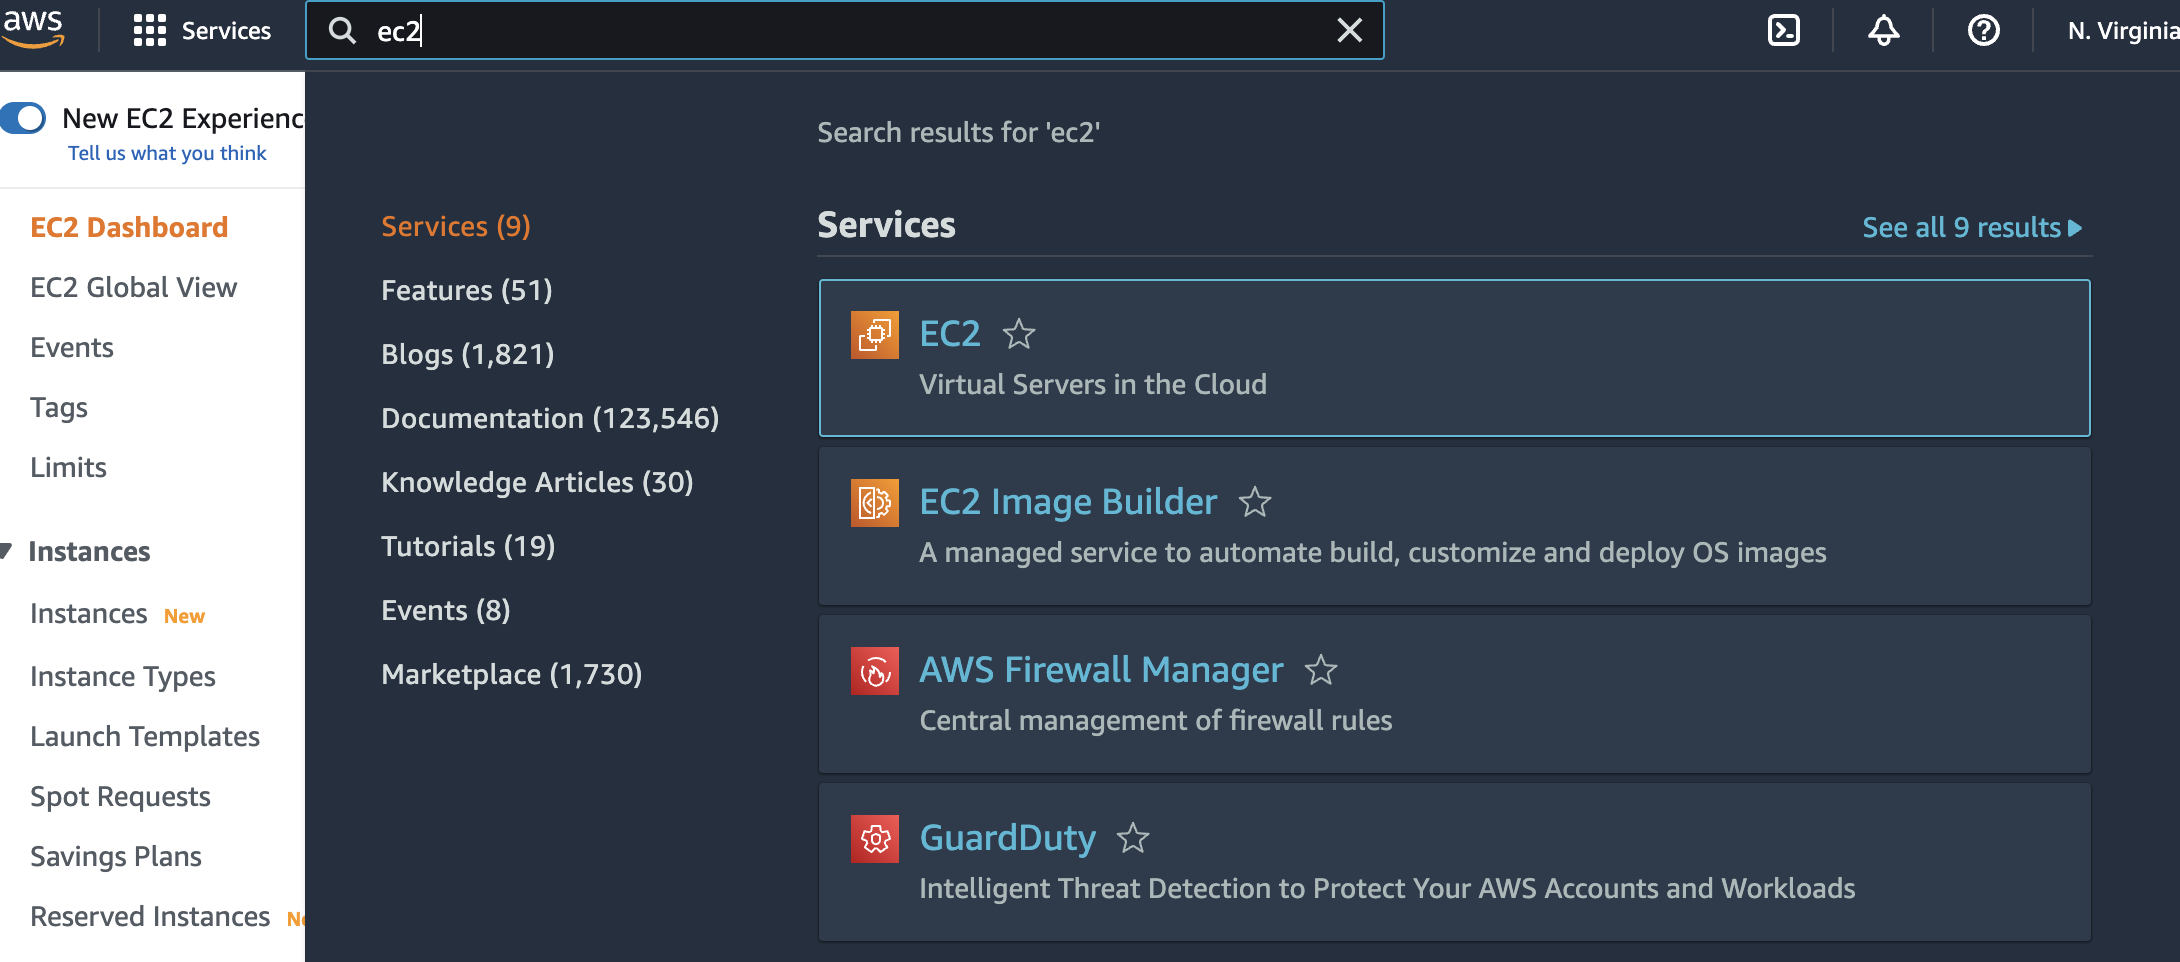 aws
Services
ec2
N. Virginia
New EC2 Experienc
Tell us what you think
EC2 Dashboard
EC2 Global View
Events
Tags
Limits
Instances
Instances New
Instance Types
Launch Templates
Spot Requests
Savings Plans
Reserved Instances
Search results for 'ec2'
Services (9)
Features (51)
Blogs (1,821)
Documentation (123,546)
Knowledge Articles (30)
Tutorials (19)
Events (8)
Marketplace (1,730)
Services
See all 9 results
EC2
Virtual Servers in the Cloud
EC2 Image Builder
A managed service to automate build, customize and deploy OS images
AWS Firewall Manager
Central management of firewall rules
GuardDuty
Intelligent Threat Detection to Protect Your AWS Accounts and Workloads